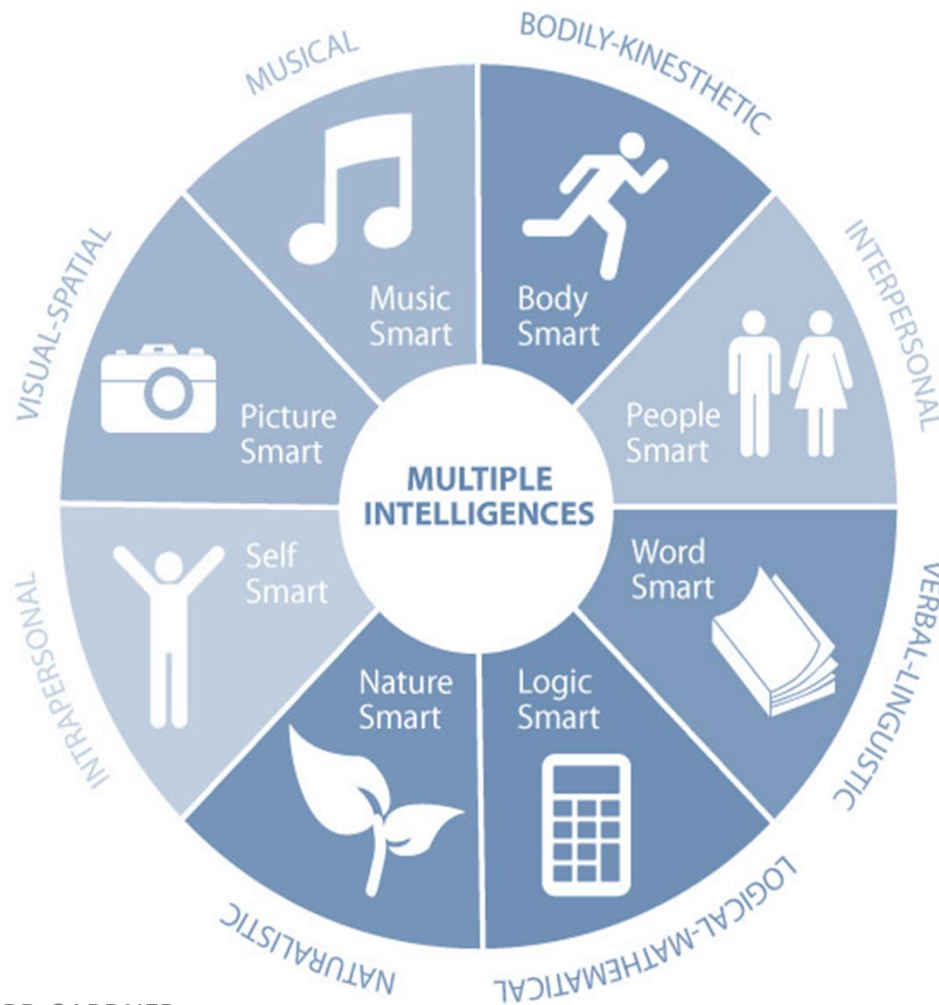 MUSICAL
BODILY-KINESTHETIC
INTERPERSONAL
VERBAL-LINGUISTIC
LOGICAL-MATHEMATICAL
NATURALISTIC
INTRAPERSONAL
VISUAL-SPATIAL
Music
Smart
Body
Smart
People
Smart
Word
Smart
Logic
Smart
Nature
Smart
Self
Smart
Picture
Smart
MULTIPLE
INTELLIGENCES